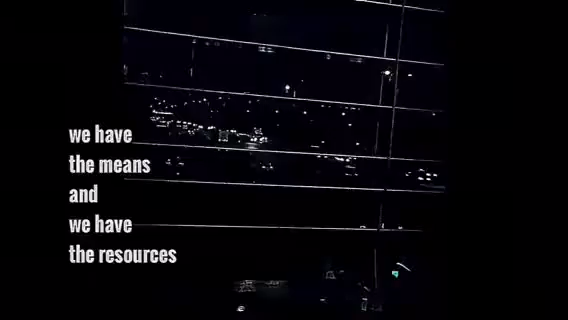 we have
the means
and
we have
the resources